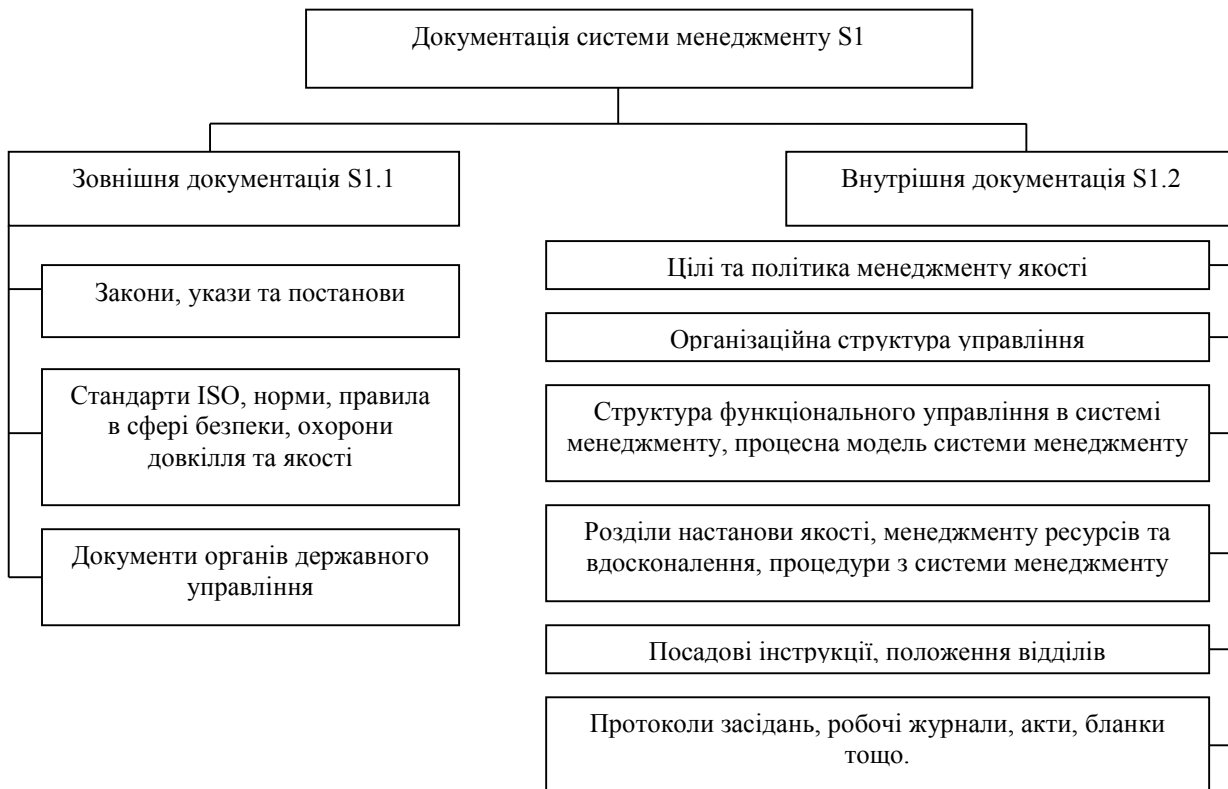 Документація системи менеджменту S1
Зовнішня документація S1.1
Закони, укази та постанови
Стандарти ISO, норми, правила
в сфері безпеки, охорони
довкілля та якості
Документи органів державного
управління
Внутрішня документація S1.2
Цілі та політика менеджменту якості
Організаційна структура управління
Структура функціонального управління в системі
менеджменту, процесна модель системи менеджменту
Розділи настанови якості, менеджменту ресурсів та
вдосконалення, процедури з системи менеджменту
Посадові інструкції, положення відділів
Протоколи засідань, робочі журнали, акти, бланки
тощо.